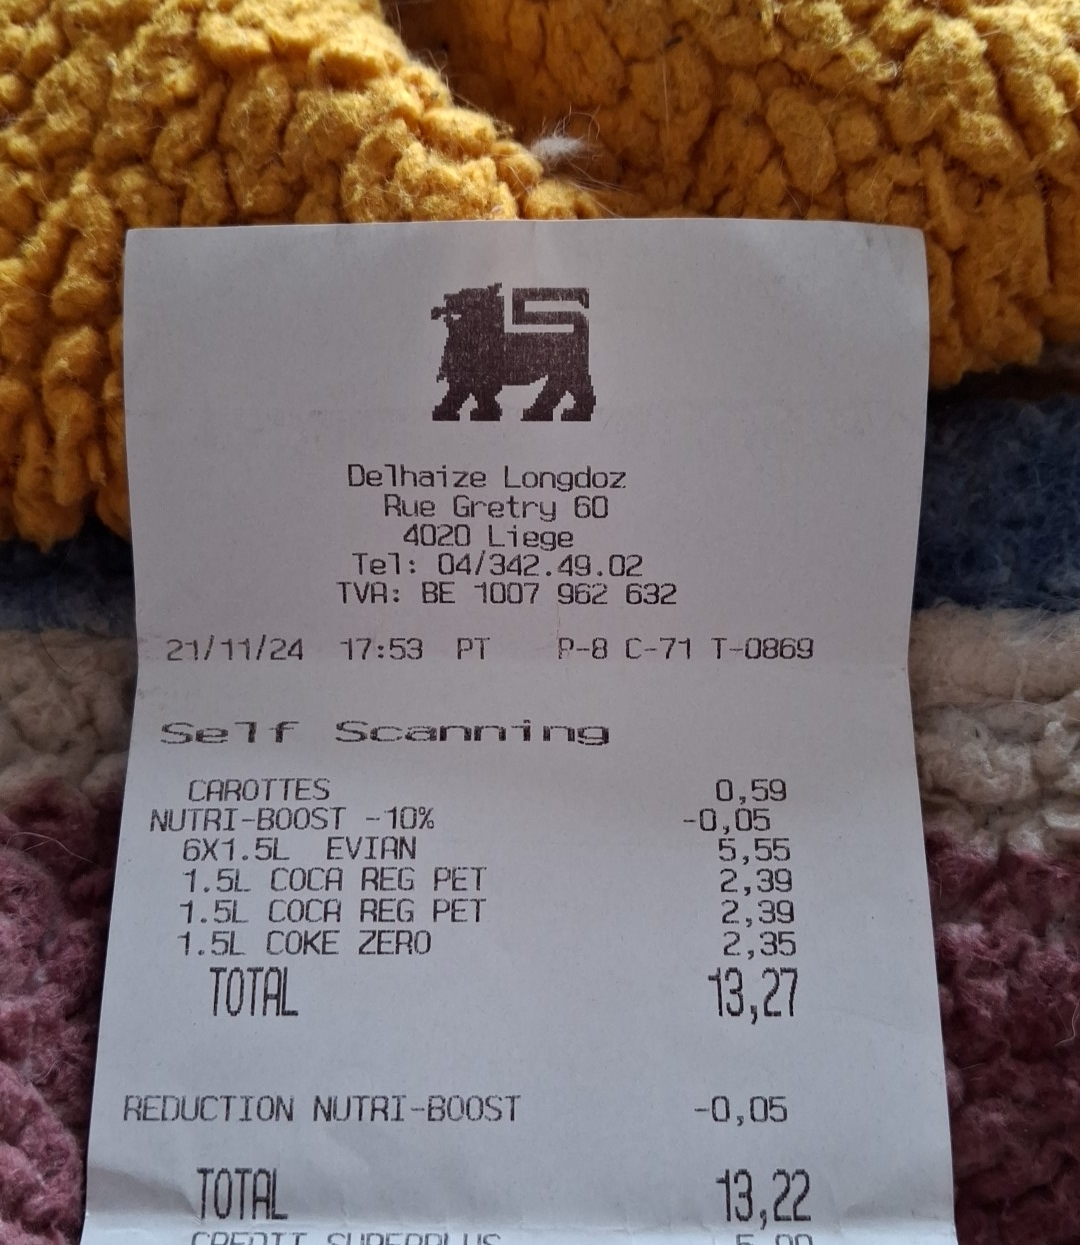 Delhaize Longdoz
Rue Gretry 60
4020 Liege
Tel: 04/342.49.02
TVA: BE 1007 962 632
21/11/24 17:53 PT P-8 C-71 T-0869
Self Scanning
CAROTTES 0,59
NUTRI-BOOST -10% -0,05
6X1.5L EVIAN 5,55
1.5L COCA REG PET 2,39
1.5L COCA REG PET 2,39
1.5L COKE ZERO 2,35
TOTAL 13,27
REDUCTION NUTRI-BOOST -0,05
TOTAL 13,22
CREDIT SUPERPLUS